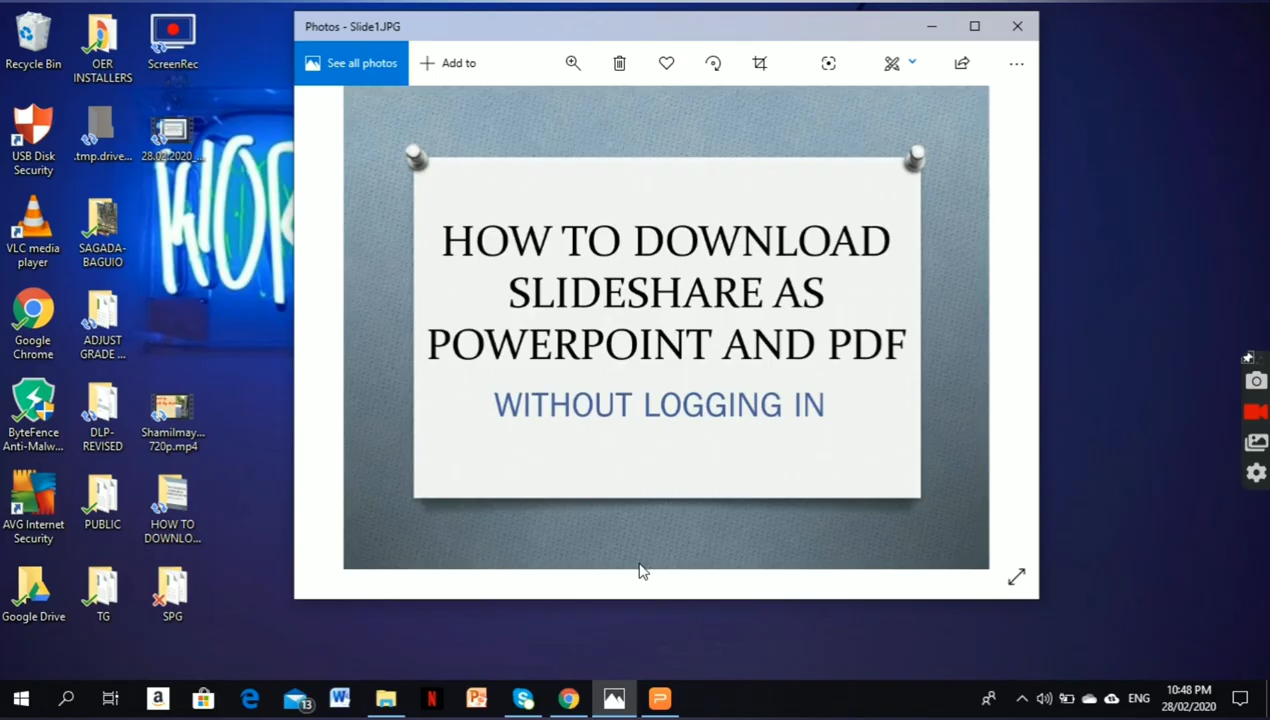 Photos - Slide1.JPG
See all photos
Add to
HOW TO DOWNLOAD
SLIDESHARE AS
POWERPOINT AND PDF
WITHOUT LOGGING IN
Recycle Bin
OER
INSTALLERS
ScreenRec
USB Disk
Security
.tmp.drive...
28.02.2020_...
VLC media
player
SAGADA-
BAGUIO
Google
Chrome
ADJUST
GRADE ...
ByteFence
Anti-Malw...
DLP-
REVISED
Shamilmay...
720p.mp4
AVG Internet
Security
PUBLIC
HOW TO
DOWNLO...
Google Drive
TG
SPG
13
ENG
10:48 PM
28/02/2020